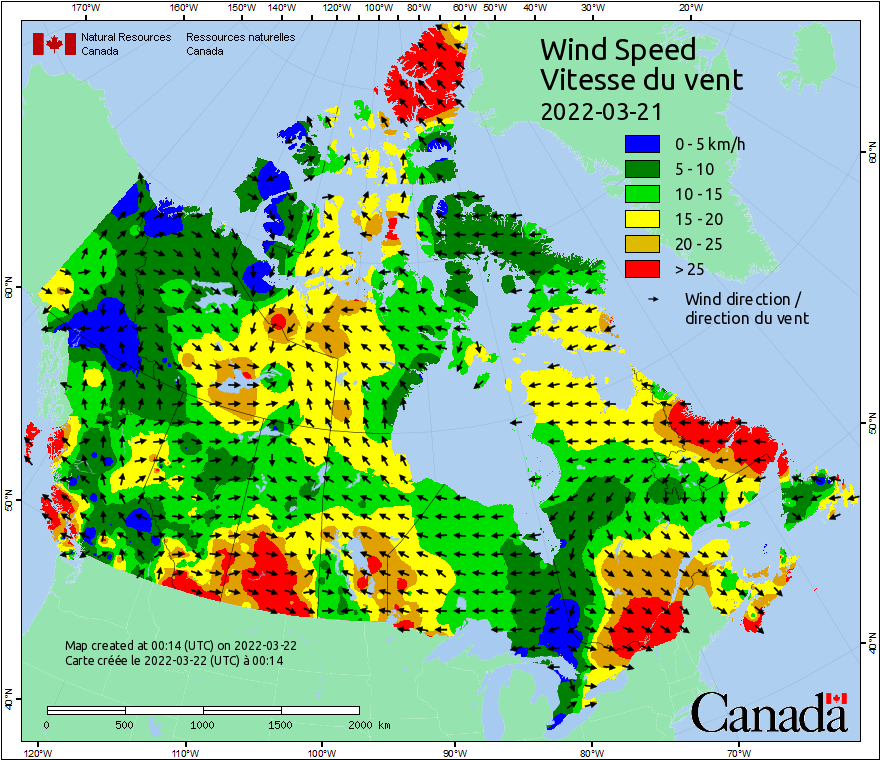 170°W 160°W 150°W 140°W 120°W 110°W 100°W 80°W 60°W 50°W 40°W 30°W 20°W
Natural Resources Ressources naturelles
Canada Canada
Wind Speed
Vitesse du vent
2022-03-21
0 - 5 km/h
5 - 10
10 - 15
15 - 20
20 - 25
> 25
Wind direction /
direction du vent
60°N
50°N
40°N
60°N
50°N
40°N
Map created at 00:14 (UTC) on 2022-03-22
Carte créée le 2022-03-22 (UTC) à 00:14
0 500 1000 1500 2000 km
Canada
120°W 110°W 100°W 90°W 80°W 70°W